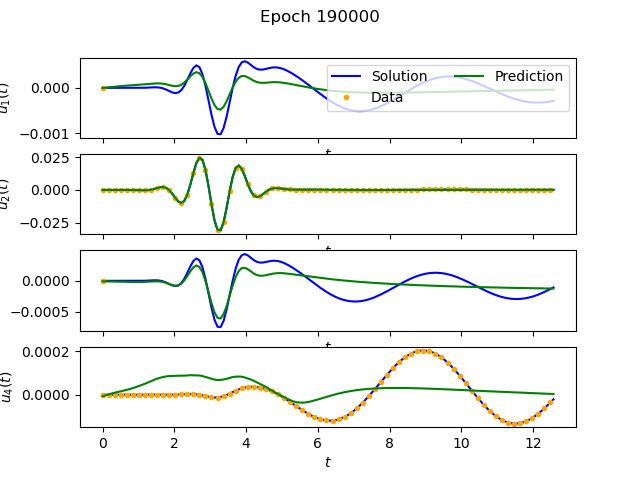 Epoch 190000
0.000
−0.001
u₁(t)
Solution
Data
Prediction
t
0.025
0.000
−0.025
u₂(t)
t
0.0000
−0.0005
t
0.0002
0.0000
u₄(t)
0 2 4 6 8 10 12
t